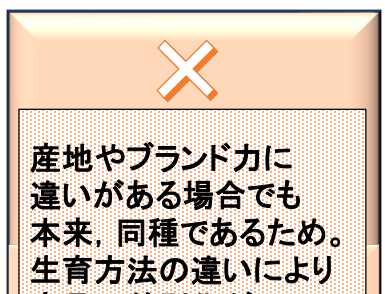 ×
産地やブランド力に
違いがある場合でも
本来，同種であるため。
生育方法の違いにより